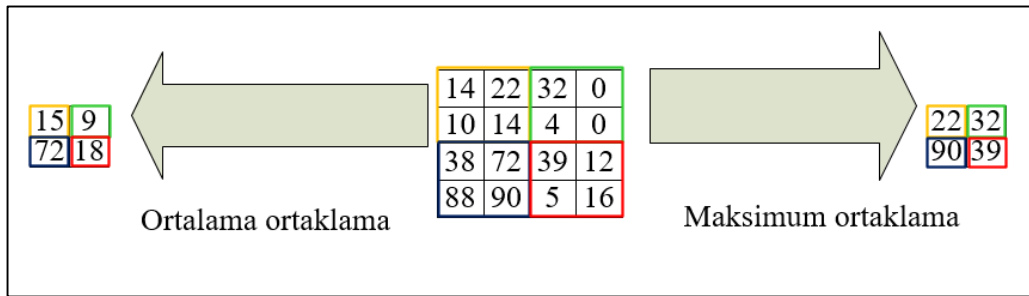 14 22 32 0
10 14 4 0
38 72 39 12
88 90 5 16
15 9
72 18
22 32
90 39
Ortalama ortaklama
Maksimum ortaklama